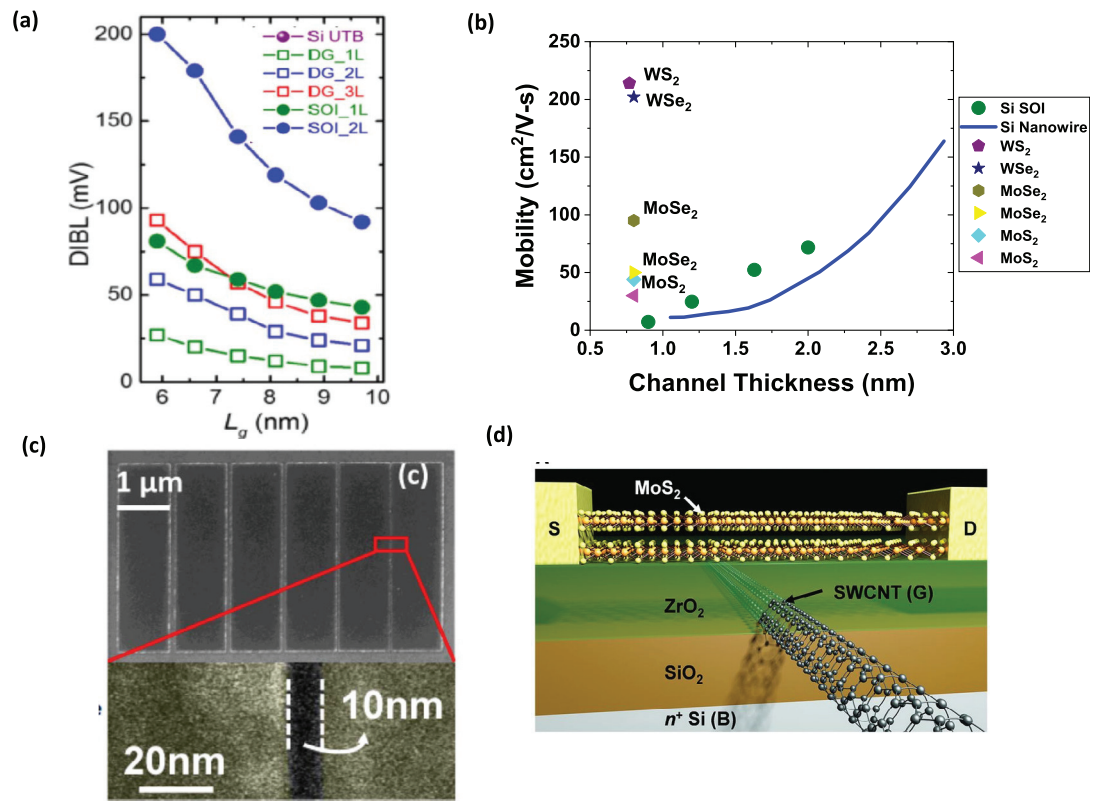 (a)
200
150
100
50
0
DIBL (mV)
6
7
8
9
10
Lg (nm)
Si UTB
DG_1L
DG_2L
DG_3L
SOI_1L
SOI_2L
(b)
250
200
150
100
50
0
Mobility (cm²/V-s)
0.5
1.0
1.5
2.0
2.5
3.0
Channel Thickness (nm)
WS₂
WSe₂
MoSe₂
MoSe₂
MoS₂
Si SOI
Si Nanowire
WS₂
WSe₂
MoSe₂
MoSe₂
MoS₂
MoS₂
(c)
1 µm
(c)
10nm
20nm
(d)
MoS₂
S
D
SWCNT (G)
ZrO₂
SiO₂
n⁺ Si (B)